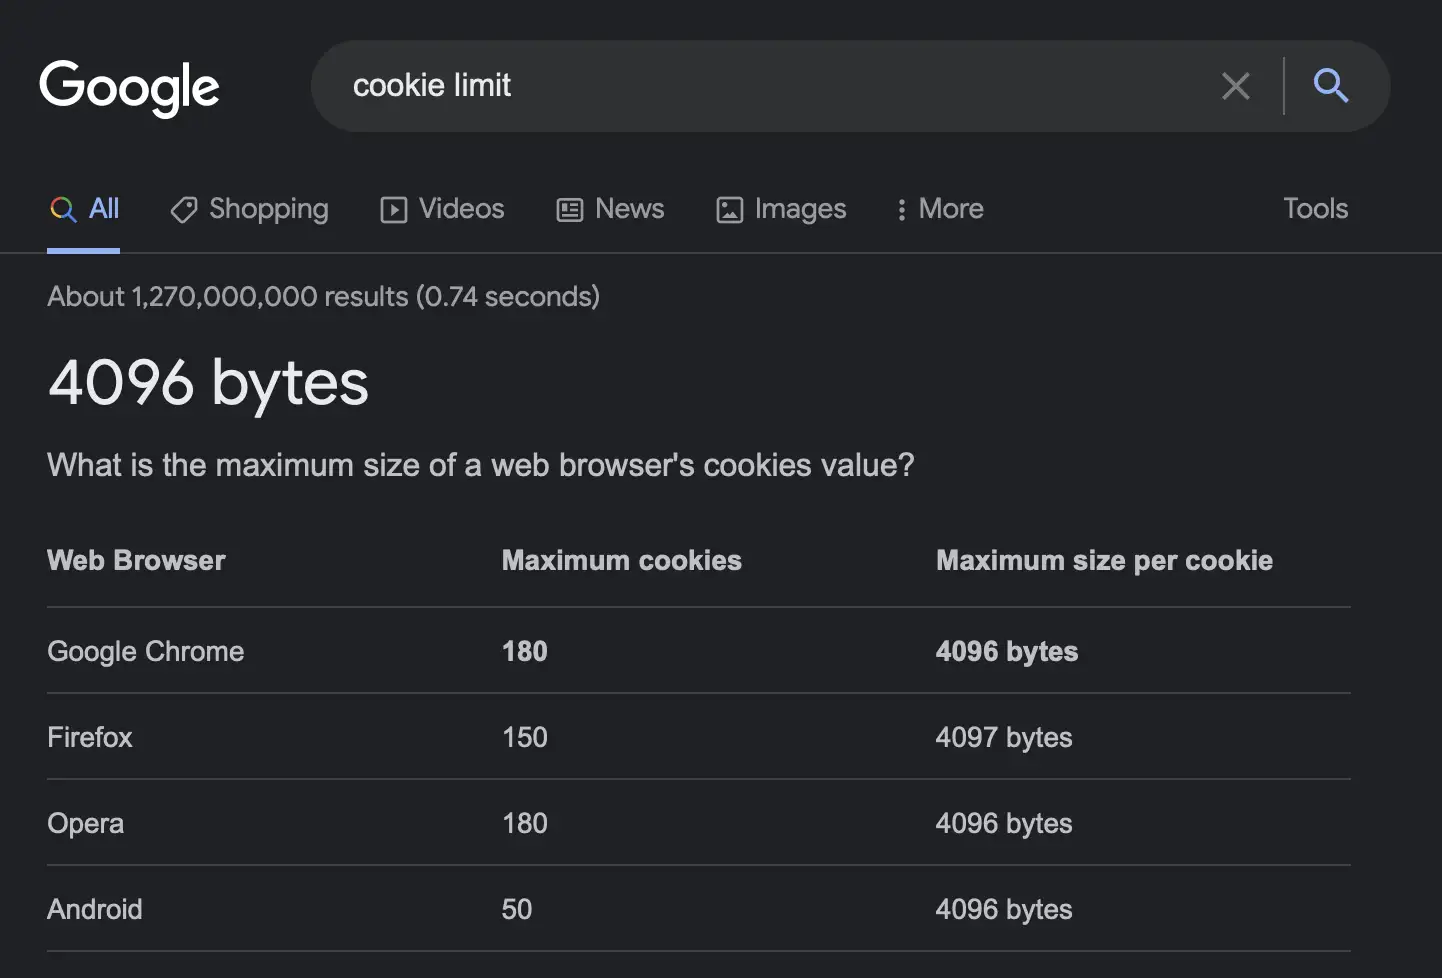 Google
cookie limit
All Shopping Videos News Images More Tools
About 1,270,000,000 results (0.74 seconds)
4096 bytes
What is the maximum size of a web browser's cookies value?
Web Browser Maximum cookies Maximum size per cookie
Google Chrome 180 4096 bytes
Firefox 150 4097 bytes
Opera 180 4096 bytes
Android 50 4096 bytes